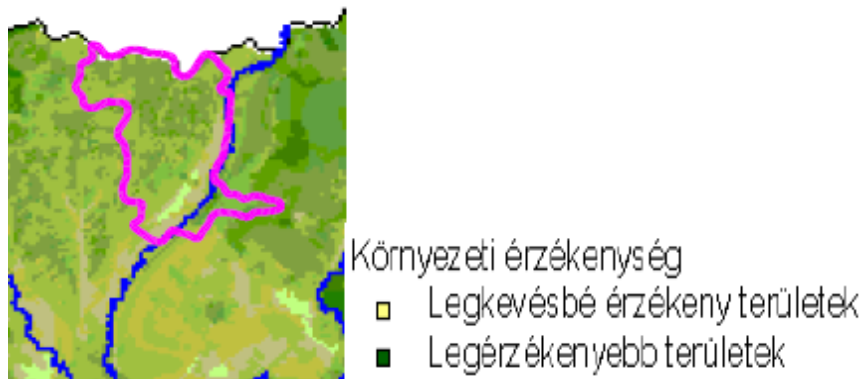 Környezeti érzékenység
Legkevésbé érzékeny területek
Legérzékenyebb területek